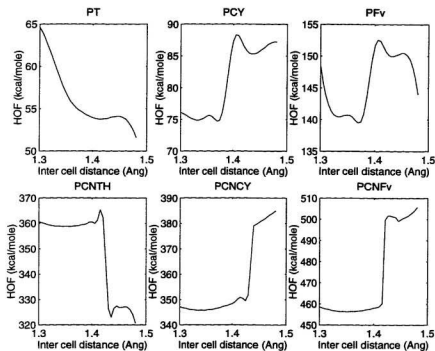 PT
PCY
PFv
HOF (kcal/mole)
65
60
55
50
1.3
1.4
1.5
Inter cell distance (Ang)
HOF (kcal/mole)
90
85
80
75
70
1.3
1.4
1.5
Inter cell distance (Ang)
HOF (kcal/mole)
155
150
145
140
135
1.3
1.4
1.5
Inter cell distance (Ang)
PCNTH
PCNCY
PCNFv
HOF (kcal/mole)
370
360
350
340
330
320
1.3
1.4
1.5
Inter cell distance (Ang)
HOF (kcal/mole)
390
380
370
360
350
340
1.3
1.4
1.5
Inter cell distance (Ang)
HOF (kcal/mole)
510
500
490
480
470
460
450
1.3
1.4
1.5
Inter cell distance (Ang)